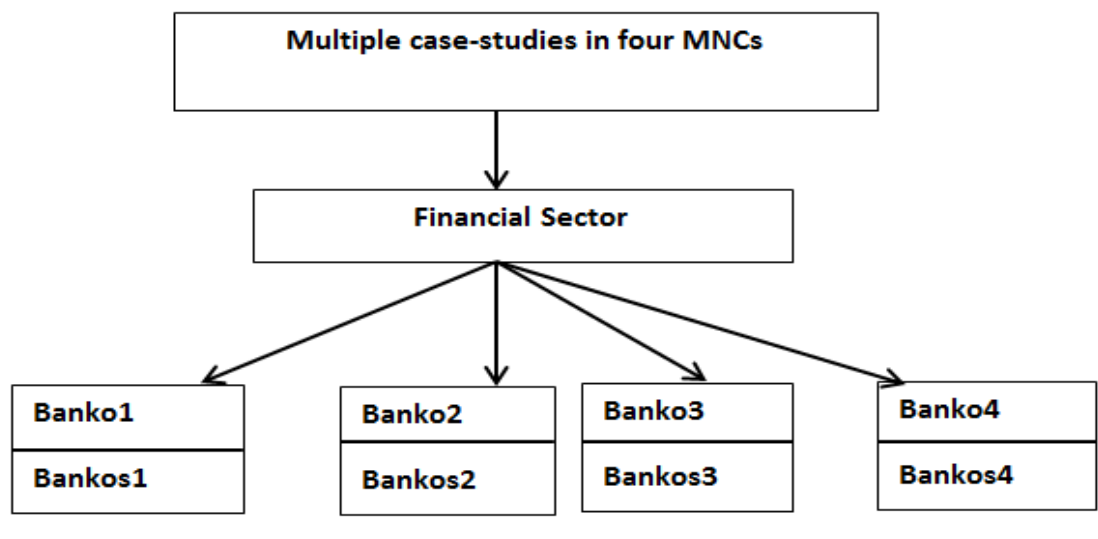 Multiple case-studies in four MNCs
Financial Sector
Banko1
Bankos1
Banko2
Bankos2
Banko3
Bankos3
Banko4
Bankos4